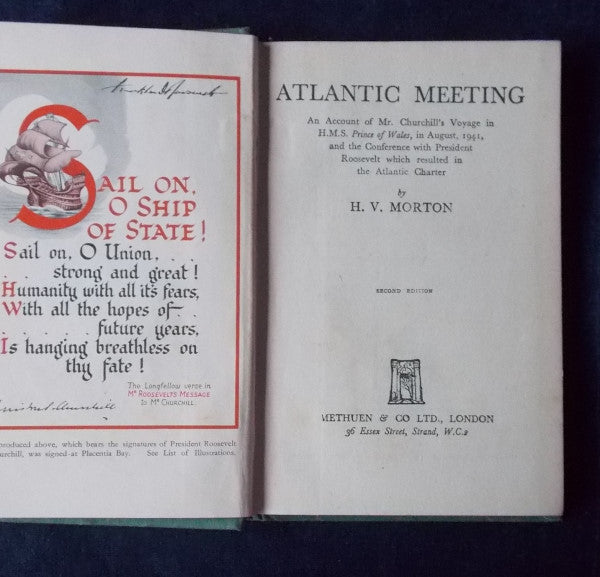 SAIL ON,
O SHIP
OF STATE!
Sail on, O Union, . .
. . strong and great!
Humanity with all its fears,
With all the hopes of . .
. . . . . future years,
Is hanging breathless on
thy fate!
The Longfellow verse in
MR ROOSEVELT'S MESSAGE
to MR CHURCHILL
produced above, which bears the signatures of President Roosevelt
urchill, was signed at Placentia Bay. See List of Illustrations.
ATLANTIC MEETING
An Account of Mr. Churchill's Voyage in
H.M.S. Prince of Wales, in August, 1941,
and the Conference with President
Roosevelt which resulted in
the Atlantic Charter
by
H. V. MORTON
SECOND EDITION
METHUEN & CO LTD., LONDON
36 Essex Street, Strand, W.C.2